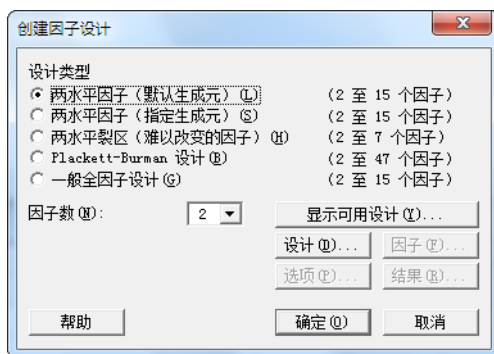 创建因子设计
设计类型
两水平因子（默认生成元）(L) (2 至 15 个因子)
两水平因子（指定生成元）(S) (2 至 15 个因子)
两水平裂区（难以改变的因子）(H) (2 至 7 个因子)
Plackett-Burman 设计(B) (2 至 47 个因子)
一般全因子设计(G) (2 至 15 个因子)
因子数(N): 2 显示可用设计(Y)...
设计(D)... 因子(F)...
选项(P)... 结果(R)...
帮助 确定(O) 取消